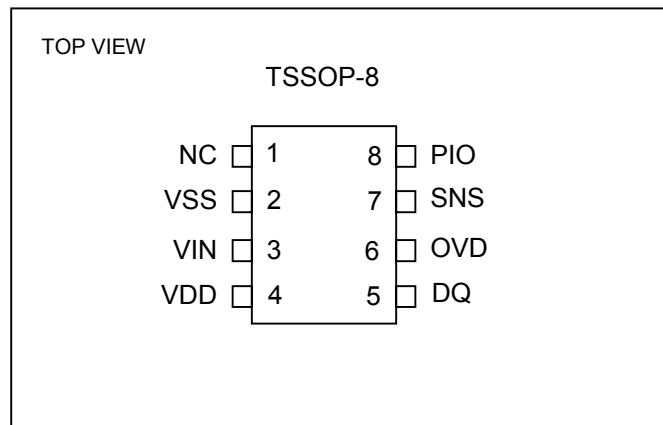 TOP VIEW
TSSOP-8
NC 1 8 PIO
VSS 2 7 SNS
VIN 3 6 OVD
VDD 4 5 DQ